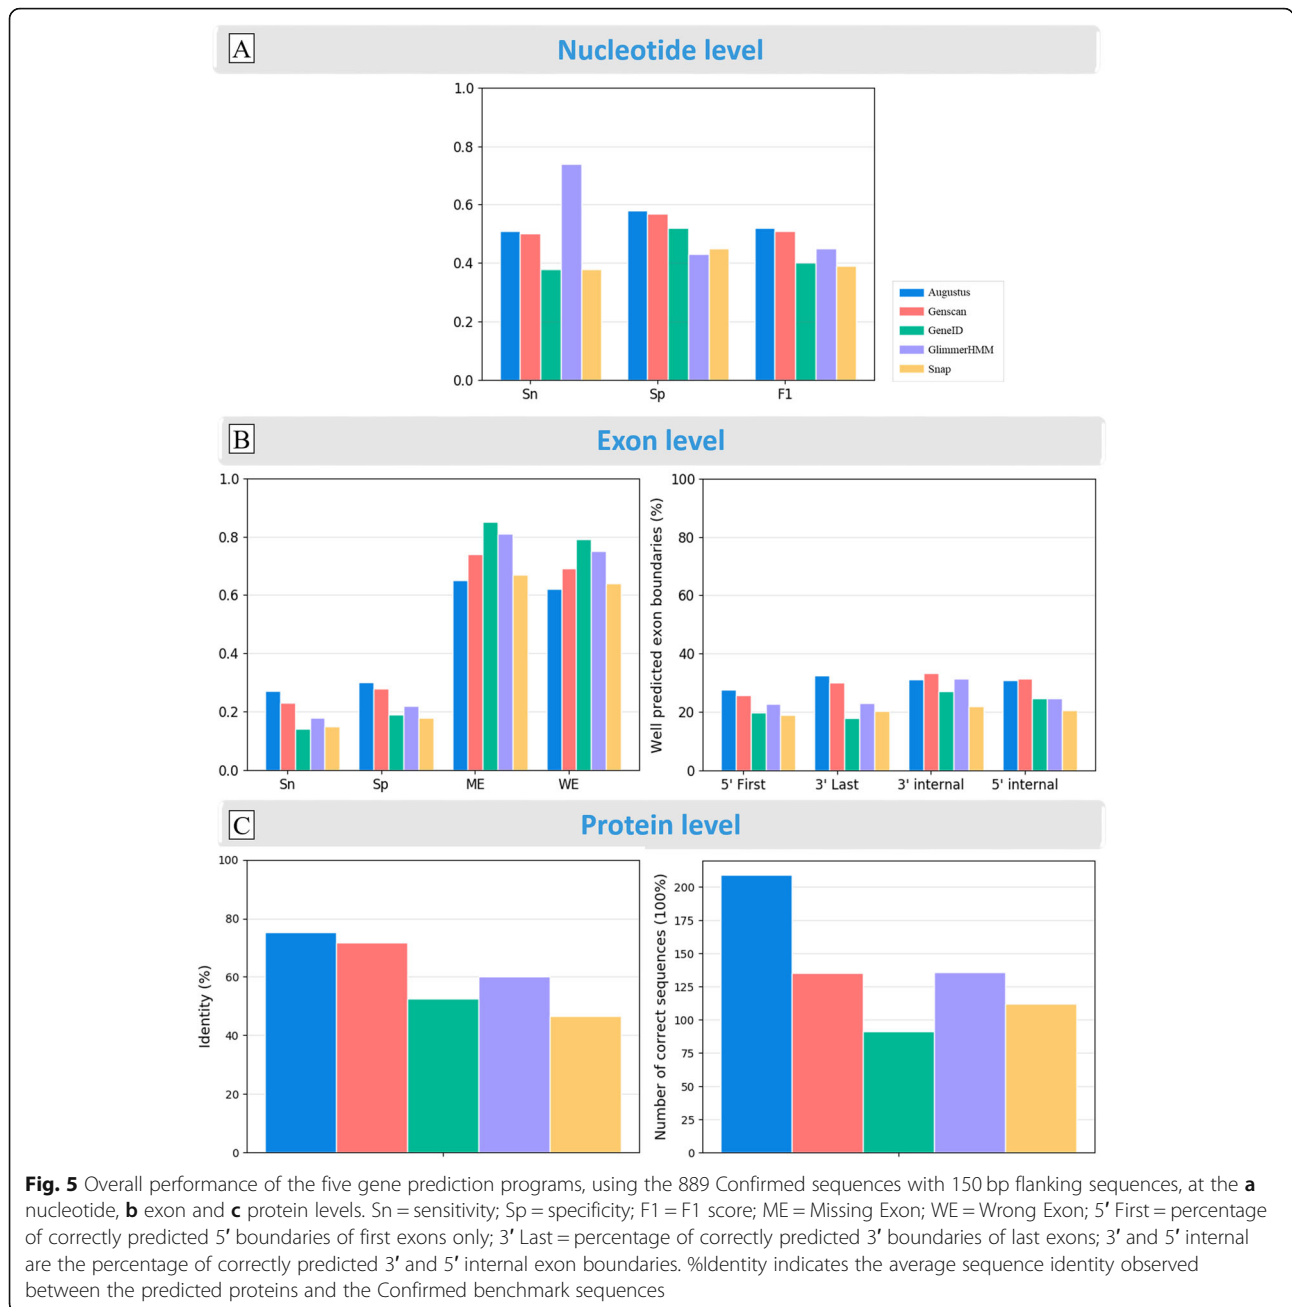 A
Nucleotide level
1.0
0.8
0.6
0.4
0.2
0.0
Sn
Sp
F1
Augustus
Genscan
GeneID
GlimmerHMM
Snap
B
Exon level
1.0
0.8
0.6
0.4
0.2
0.0
Sn
Sp
ME
WE
Well predicted exon boundaries (%)
100
80
60
40
20
0
5' First
3' Last
3' internal
5' internal
C
Protein level
Identity (%)
100
80
60
40
20
0
Number of correct sequences (100%)
200
175
150
125
100
75
50
25
0
Fig. 5 Overall performance of the five gene prediction programs, using the 889 Confirmed sequences with 150 bp flanking sequences, at the a
nucleotide, b exon and c protein levels. Sn = sensitivity; Sp = specificity; F1 = F1 score; ME = Missing Exon; WE = Wrong Exon; 5′ First = percentage
of correctly predicted 5′ boundaries of first exons only; 3′ Last = percentage of correctly predicted 3′ boundaries of last exons; 3′ and 5′ internal
are the percentage of correctly predicted 3′ and 5′ internal exon boundaries. %Identity indicates the average sequence identity observed
between the predicted proteins and the Confirmed benchmark sequences